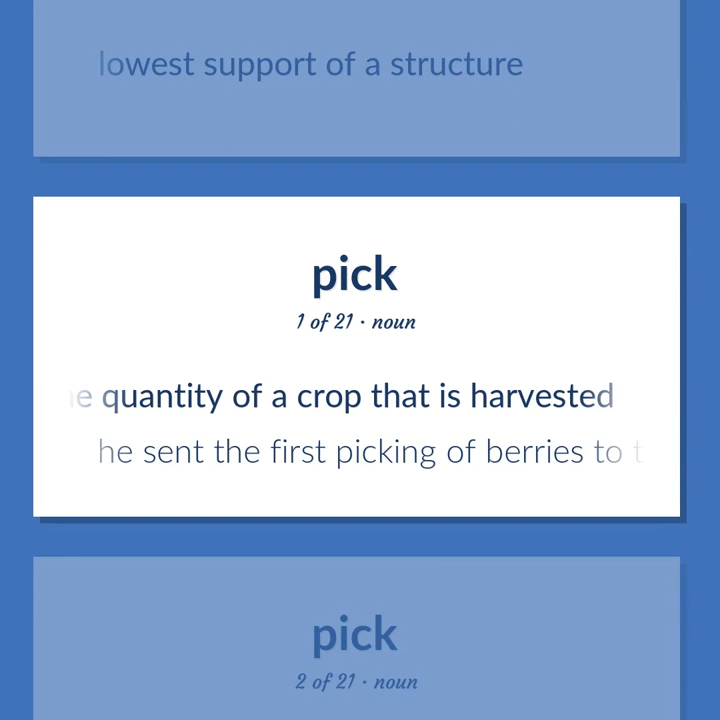 lowest support of a structure
pick
1 of 21 · noun
quantity of a crop that is harvested
he sent the first picking of berries to
pick
2 of 21 · noun